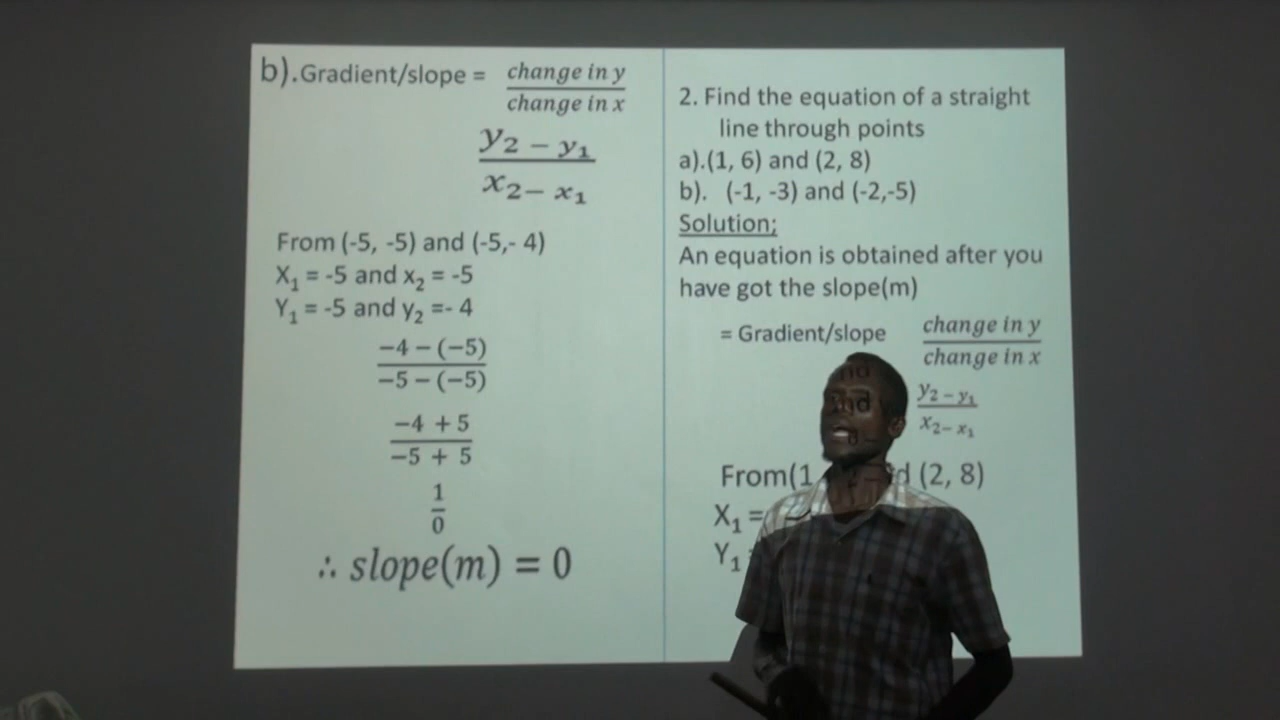 b).Gradient/slope = change in y
change in x
y₂ − y₁
x₂− x₁
From (-5, -5) and (-5,- 4)
X₁ = -5 and x₂ = -5
Y₁ = -5 and y₂ =- 4
−4 − (−5)
−5 − (−5)
−4 + 5
−5 + 5
1
0
∴ slope(m) = 0
2. Find the equation of a straight
line through points
a).(1, 6) and (2, 8)
b). (-1, -3) and (-2,-5)
Solution;
An equation is obtained after you
have got the slope(m)
= Gradient/slope change in y
change in x
y₂ − y₁
x₂− x₁
From(1 (2, 8)
X₁ =
Y₁